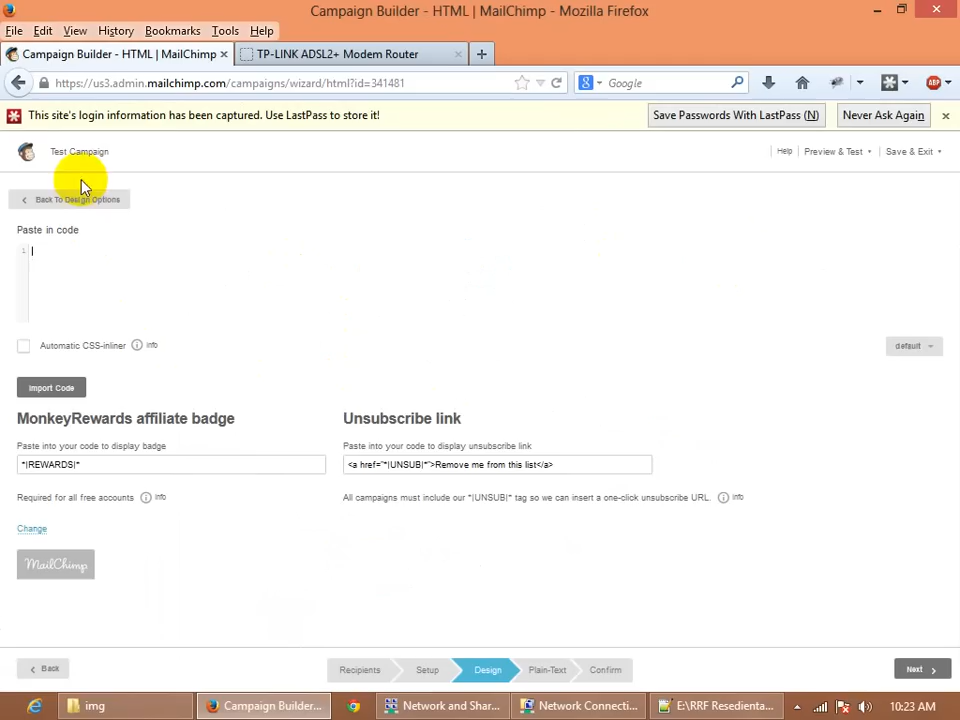 Campaign Builder - HTML | MailChimp - Mozilla Firefox
File Edit View History Bookmarks Tools Help
Campaign Builder - HTML | MailChimp × TP-LINK ADSL2+ Modem Router × +
https://us3.admin.mailchimp.com/campaigns/wizard/html?id=341481 Google
This site's login information has been captured. Use LastPass to store it! Save Passwords With LastPass (N) Never Ask Again ×
Test Campaign Help Preview & Test Save & Exit
Back To Design Options
Paste in code
1
Automatic CSS-inliner info default
Import Code
MonkeyRewards affiliate badge Unsubscribe link
Paste into your code to display badge Paste into your code to display unsubscribe link
*|REWARDS|* <a href="*|UNSUB|*">Remove me from this list</a>
Required for all free accounts info All campaigns must include our *|UNSUB|* tag so we can insert a one-click unsubscribe URL. info
Change
MailChimp
Back Recipients Setup Design Plain-Text Confirm Next
img Campaign Builder... Network and Shar... Network Connecti... E:\RRF Resedienta... 10:23 AM